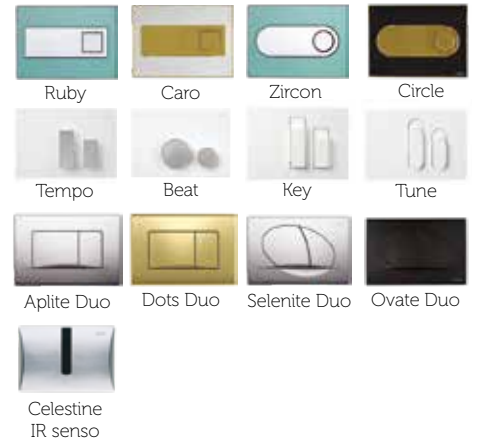 Ruby
Caro
Zircon
Circle
Tempo
Beat
Key
Tune
Aplite Duo
Dots Duo
Selenite Duo
Ovate Duo
Celestine
IR senso